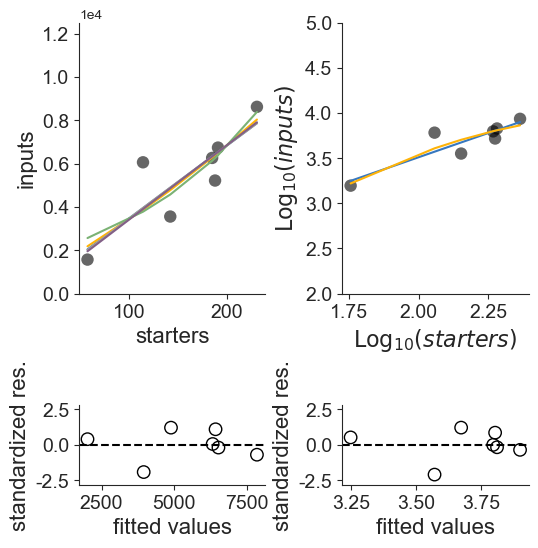 1e4
1.2
1.0
0.8
0.6
0.4
0.2
0.0
inputs
100 200
starters
5.0
4.5
4.0
3.5
3.0
2.5
2.0
Log10(inputs)
1.75 2.00 2.25
Log10(starters)
standardized res.
2.5
0.0
-2.5
2500 5000 7500
fitted values
standardized res.
2.5
0.0
-2.5
3.25 3.50 3.75
fitted values